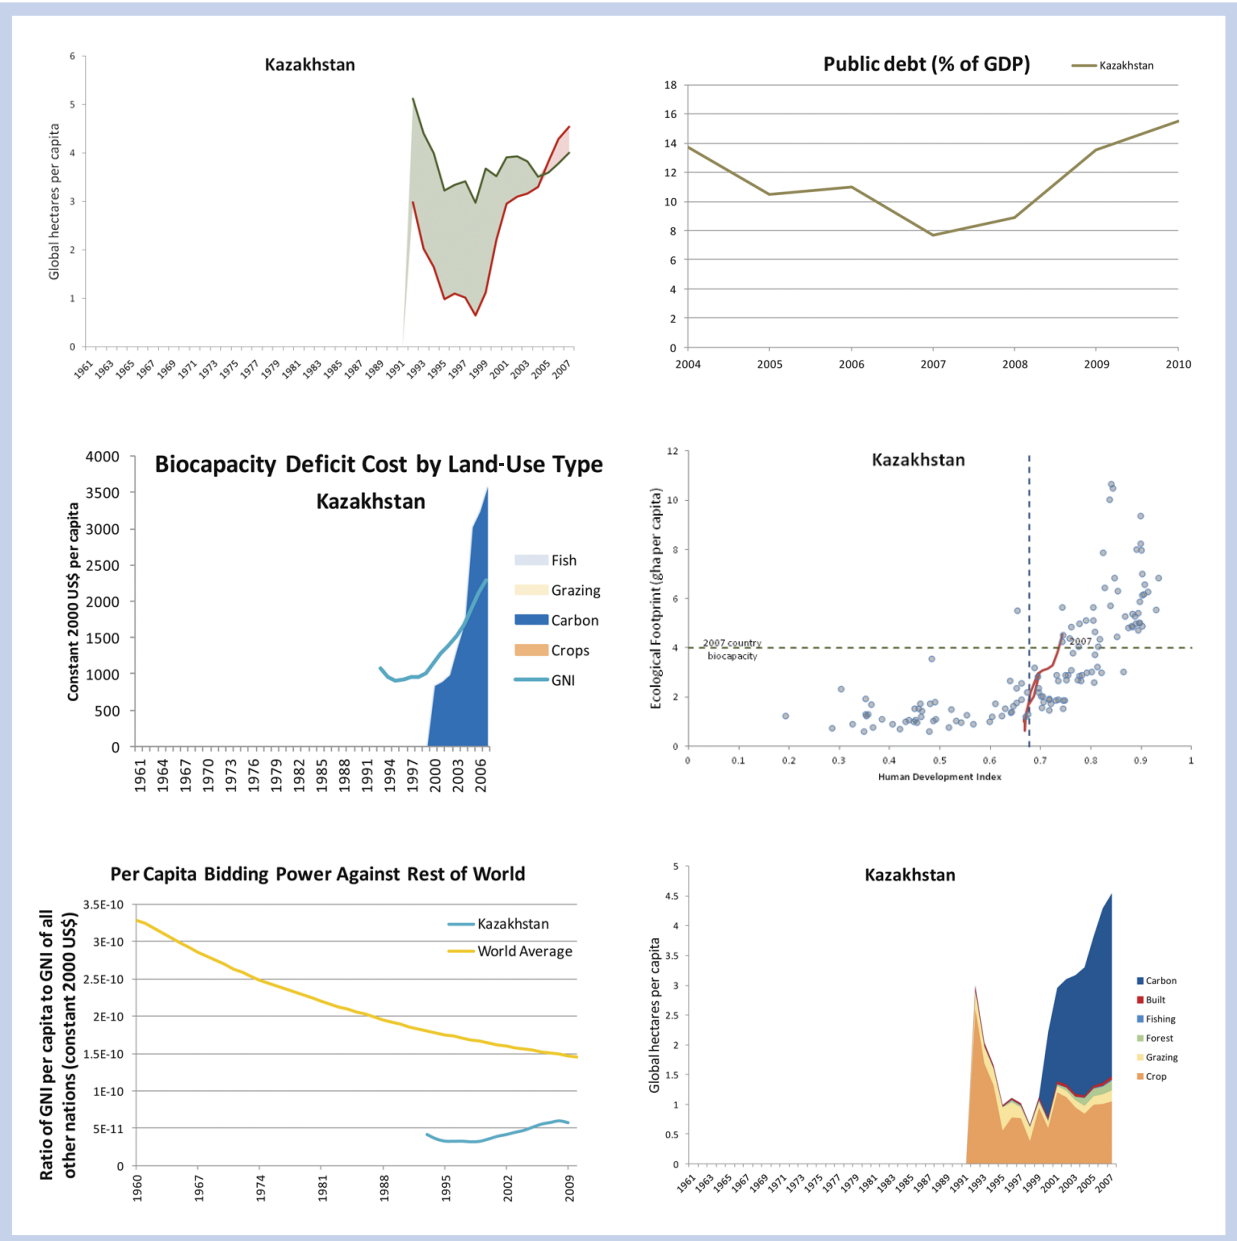 Kazakhstan
Global hectares per capita
6
5
4
3
2
1
0
1961 1963 1965 1967 1969 1971 1973 1975 1977 1979 1981 1983 1985 1987 1989 1991 1993 1995 1997 1999 2001 2003 2005 2007
Public debt (% of GDP)
Kazakhstan
18
16
14
12
10
8
6
4
2
0
2004 2005 2006 2007 2008 2009 2010
Biocapacity Deficit Cost by Land-Use Type
Kazakhstan
Constant 2000 US$ per capita
4000
3500
3000
2500
2000
1500
1000
500
0
Fish
Grazing
Carbon
Crops
GNI
1961 1964 1967 1970 1973 1976 1979 1982 1985 1988 1991 1994 1997 2000 2003 2006
Kazakhstan
Ecological Footprint (gha per capita)
12
10
8
6
4
2
0
2007 country
biocapacity
2007
0 0.1 0.2 0.3 0.4 0.5 0.6 0.7 0.8 0.9 1
Human Development Index
Per Capita Bidding Power Against Rest of World
Ratio of GNI per capita to GNI of all
other nations (constant 2000 US$)
3.5E-10
3E-10
2.5E-10
2E-10
1.5E-10
1E-10
5E-11
0
Kazakhstan
World Average
1960 1967 1974 1981 1988 1995 2002 2009
Kazakhstan
Global hectares per capita
5
4.5
4
3.5
3
2.5
2
1.5
1
0.5
0
Carbon
Built
Fishing
Forest
Grazing
Crop
1961 1963 1965 1967 1969 1971 1973 1975 1977 1979 1981 1983 1985 1987 1989 1991 1993 1995 1997 1999 2001 2003 2005 2007